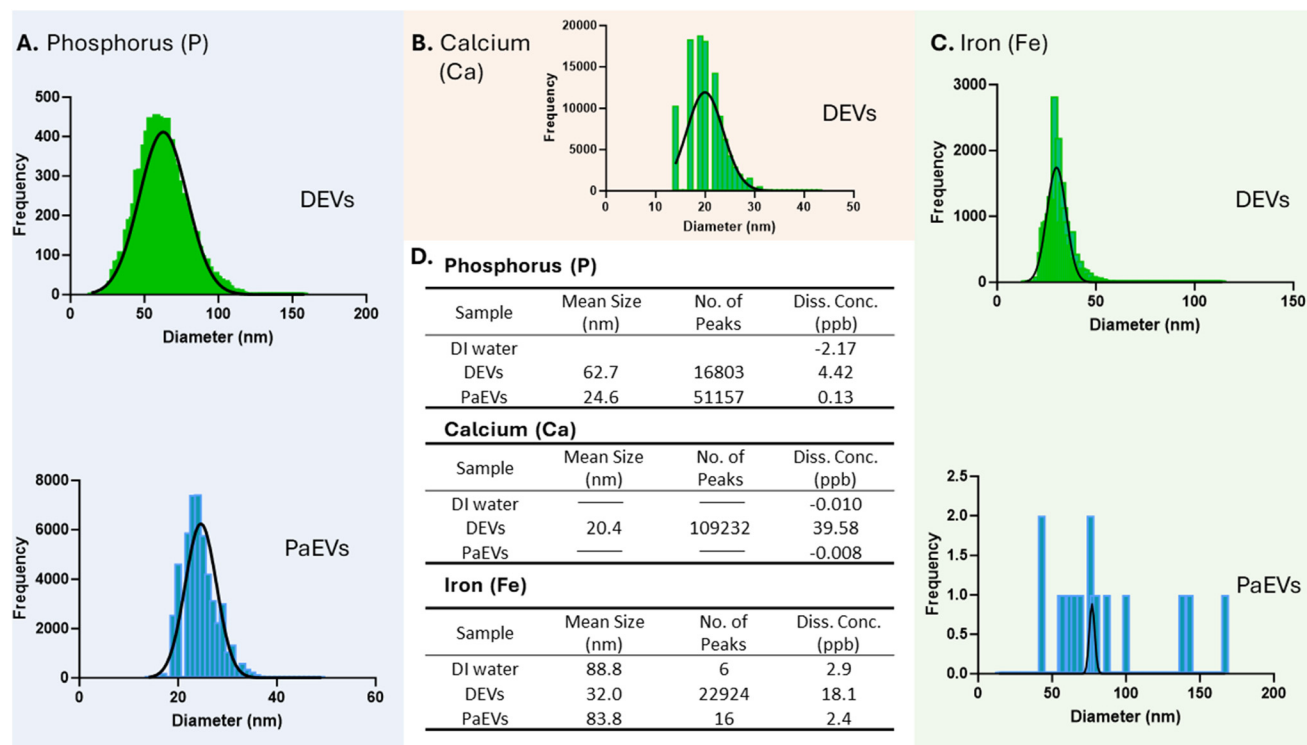 A. Phosphorus (P)
500
400
300
200
100
0
Frequency
0 50 100 150 200
Diameter (nm)
DEVs
8000
6000
4000
2000
0
Frequency
0 20 40 60
Diameter (nm)
PaEVs
B. Calcium
(Ca)
20000
15000
10000
5000
0
Frequency
0 10 20 30 40 50
Diameter (nm)
DEVs
C. Iron (Fe)
3000
2000
1000
0
Frequency
0 50 100 150
Diameter (nm)
DEVs
2.5
2.0
1.5
1.0
0.5
0.0
Frequency
0 50 100 150 200
Diameter (nm)
PaEVs
D.
Phosphorus (P)
Sample Mean Size (nm) No. of Peaks Diss. Conc. (ppb)
DI water -2.17
DEVs 62.7 16803 4.42
PaEVs 24.6 51157 0.13
Calcium (Ca)
Sample Mean Size (nm) No. of Peaks Diss. Conc. (ppb)
DI water —— —— -0.010
DEVs 20.4 109232 39.58
PaEVs —— —— -0.008
Iron (Fe)
Sample Mean Size (nm) No. of Peaks Diss. Conc. (ppb)
DI water 88.8 6 2.9
DEVs 32.0 22924 18.1
PaEVs 83.8 16 2.4